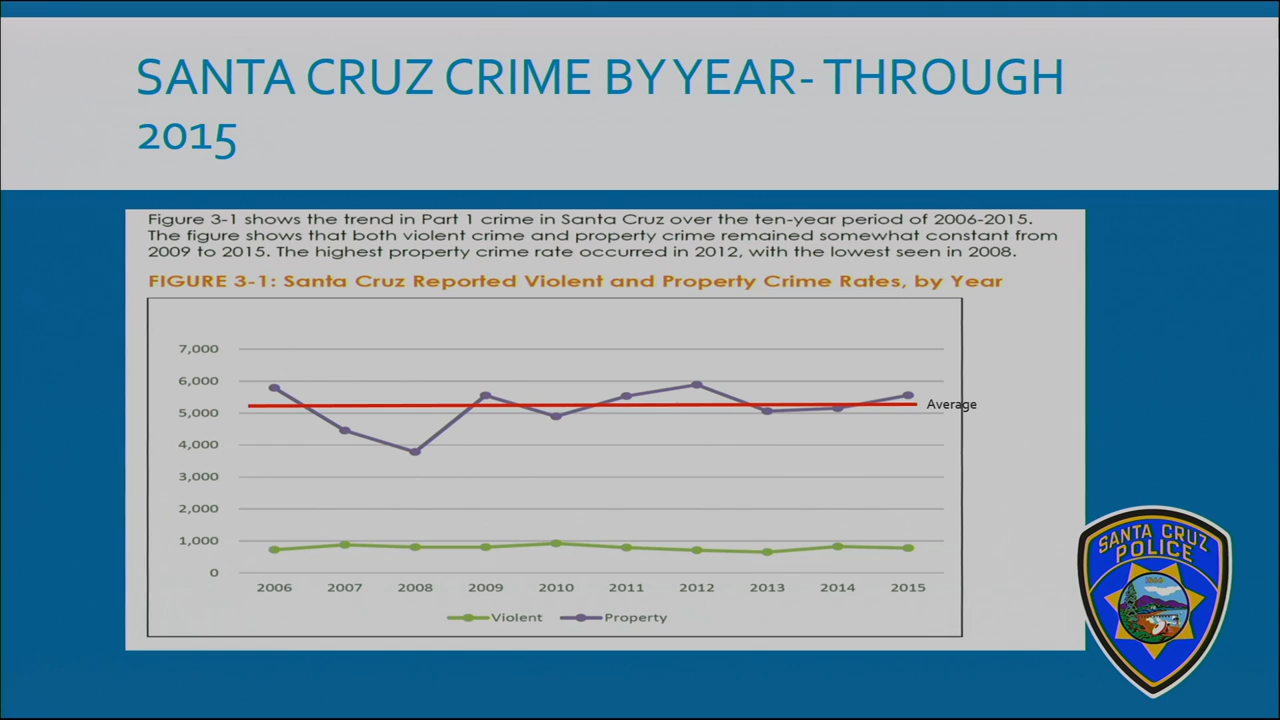 SANTA CRUZ CRIME BY YEAR- THROUGH
2015
Figure 3-1 shows the trend in Part 1 crime in Santa Cruz over the ten-year period of 2006-2015.
The figure shows that both violent crime and property crime remained somewhat constant from
2009 to 2015. The highest property crime rate occurred in 2012, with the lowest seen in 2008.
FIGURE 3-1: Santa Cruz Reported Violent and Property Crime Rates, by Year
7,000
6,000
5,000
Average
4,000
3,000
2,000
1,000
0
2006 2007 2008 2009 2010 2011 2012 2013 2014 2015
Violent Property
SANTA CRUZ
POLICE
1866